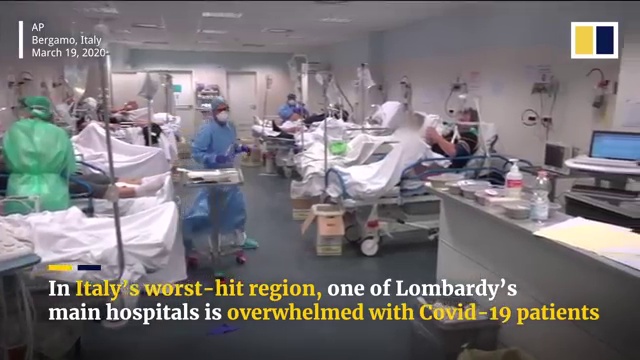 AP
Bergamo, Italy
March 19, 2020
In Italy's worst-hit region, one of Lombardy's
main hospitals is overwhelmed with Covid-19 patients